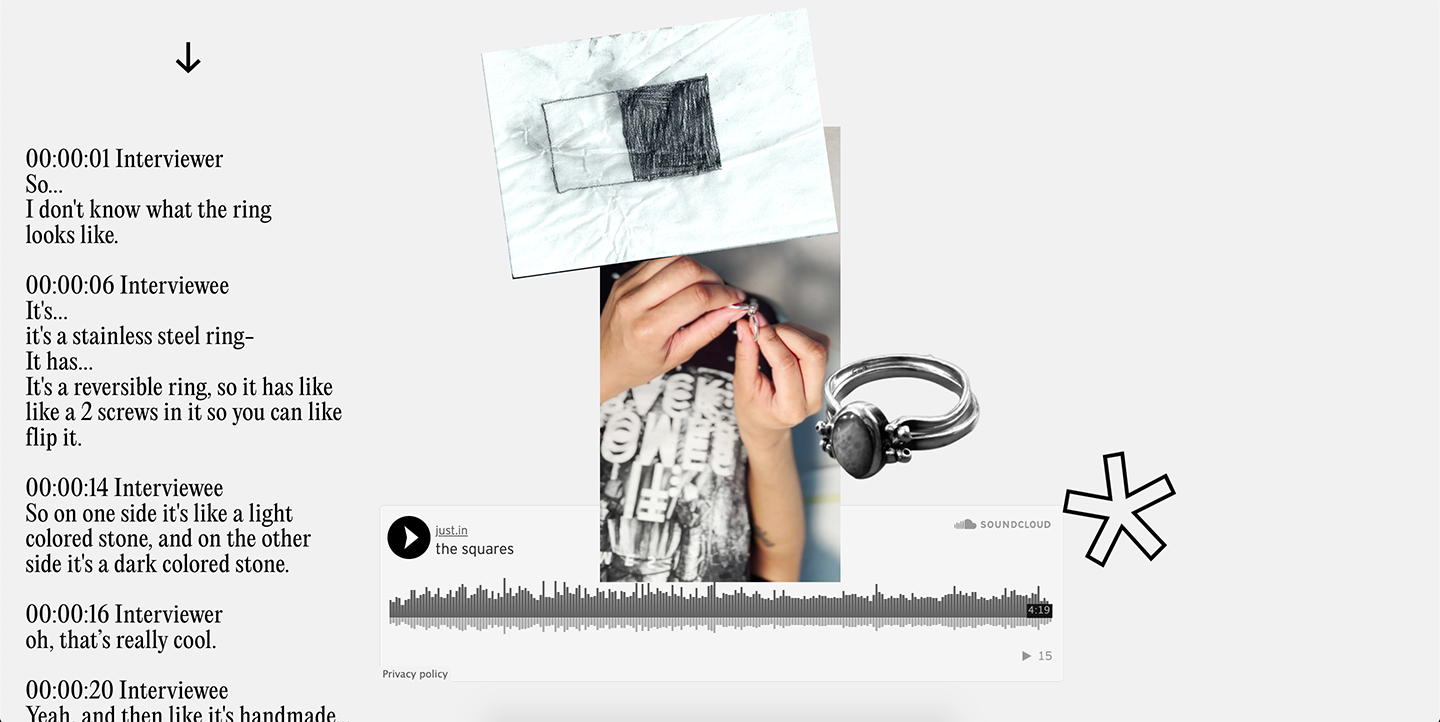 00:00:01 Interviewer
So...
I don't know what the ring
looks like.
00:00:06 Interviewee
It's...
it's a stainless steel ring-
It has...
It's a reversible ring, so it has like
like a 2 screws in it so you can like
flip it.
00:00:14 Interviewee
So on one side it's like a light
colored stone, and on the other
side it's a dark colored stone.
00:00:16 Interviewer
oh, that’s really cool.
00:00:20 Interviewee
Yeah, and then like it's handmade...
just.in
the squares
SOUNDCLOUD
4:19
15
Privacy policy